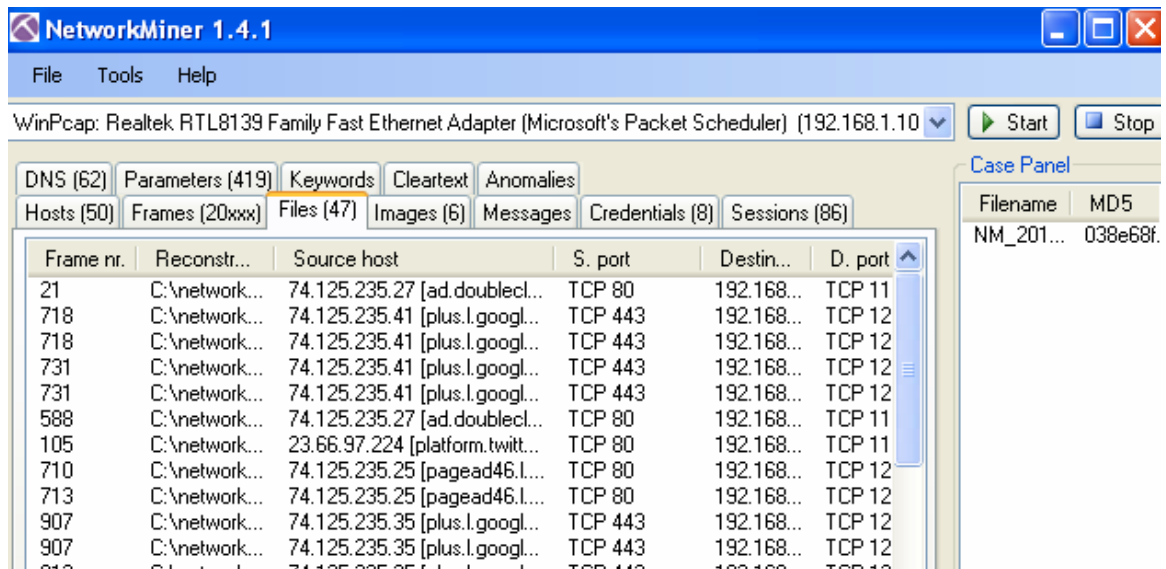 NetworkMiner 1.4.1
File Tools Help
WinPcap: Realtek RTL8139 Family Fast Ethernet Adapter (Microsoft's Packet Scheduler) (192.168.1.10 Start Stop
DNS (62) Parameters (419) Keywords Cleartext Anomalies
Hosts (50) Frames (20xxx) Files (47) Images (6) Messages Credentials (8) Sessions (86)
Case Panel
Filename MD5
NM_201... 038e68f.
Frame nr. Reconstr... Source host S. port Destin... D. port
21 C:\network... 74.125.235.27 [ad.doublecl... TCP 80 192.168... TCP 11
718 C:\network... 74.125.235.41 [plus.l.googl... TCP 443 192.168... TCP 12
718 C:\network... 74.125.235.41 [plus.l.googl... TCP 443 192.168... TCP 12
731 C:\network... 74.125.235.41 [plus.l.googl... TCP 443 192.168... TCP 12
731 C:\network... 74.125.235.41 [plus.l.googl... TCP 443 192.168... TCP 12
588 C:\network... 74.125.235.27 [ad.doublecl... TCP 80 192.168... TCP 11
105 C:\network... 23.66.97.224 [platform.twitt... TCP 80 192.168... TCP 11
710 C:\network... 74.125.235.25 [pagead46.l.... TCP 80 192.168... TCP 12
713 C:\network... 74.125.235.25 [pagead46.l.... TCP 80 192.168... TCP 12
907 C:\network... 74.125.235.35 [plus.l.googl... TCP 443 192.168... TCP 12
907 C:\network... 74.125.235.35 [plus.l.googl... TCP 443 192.168... TCP 12